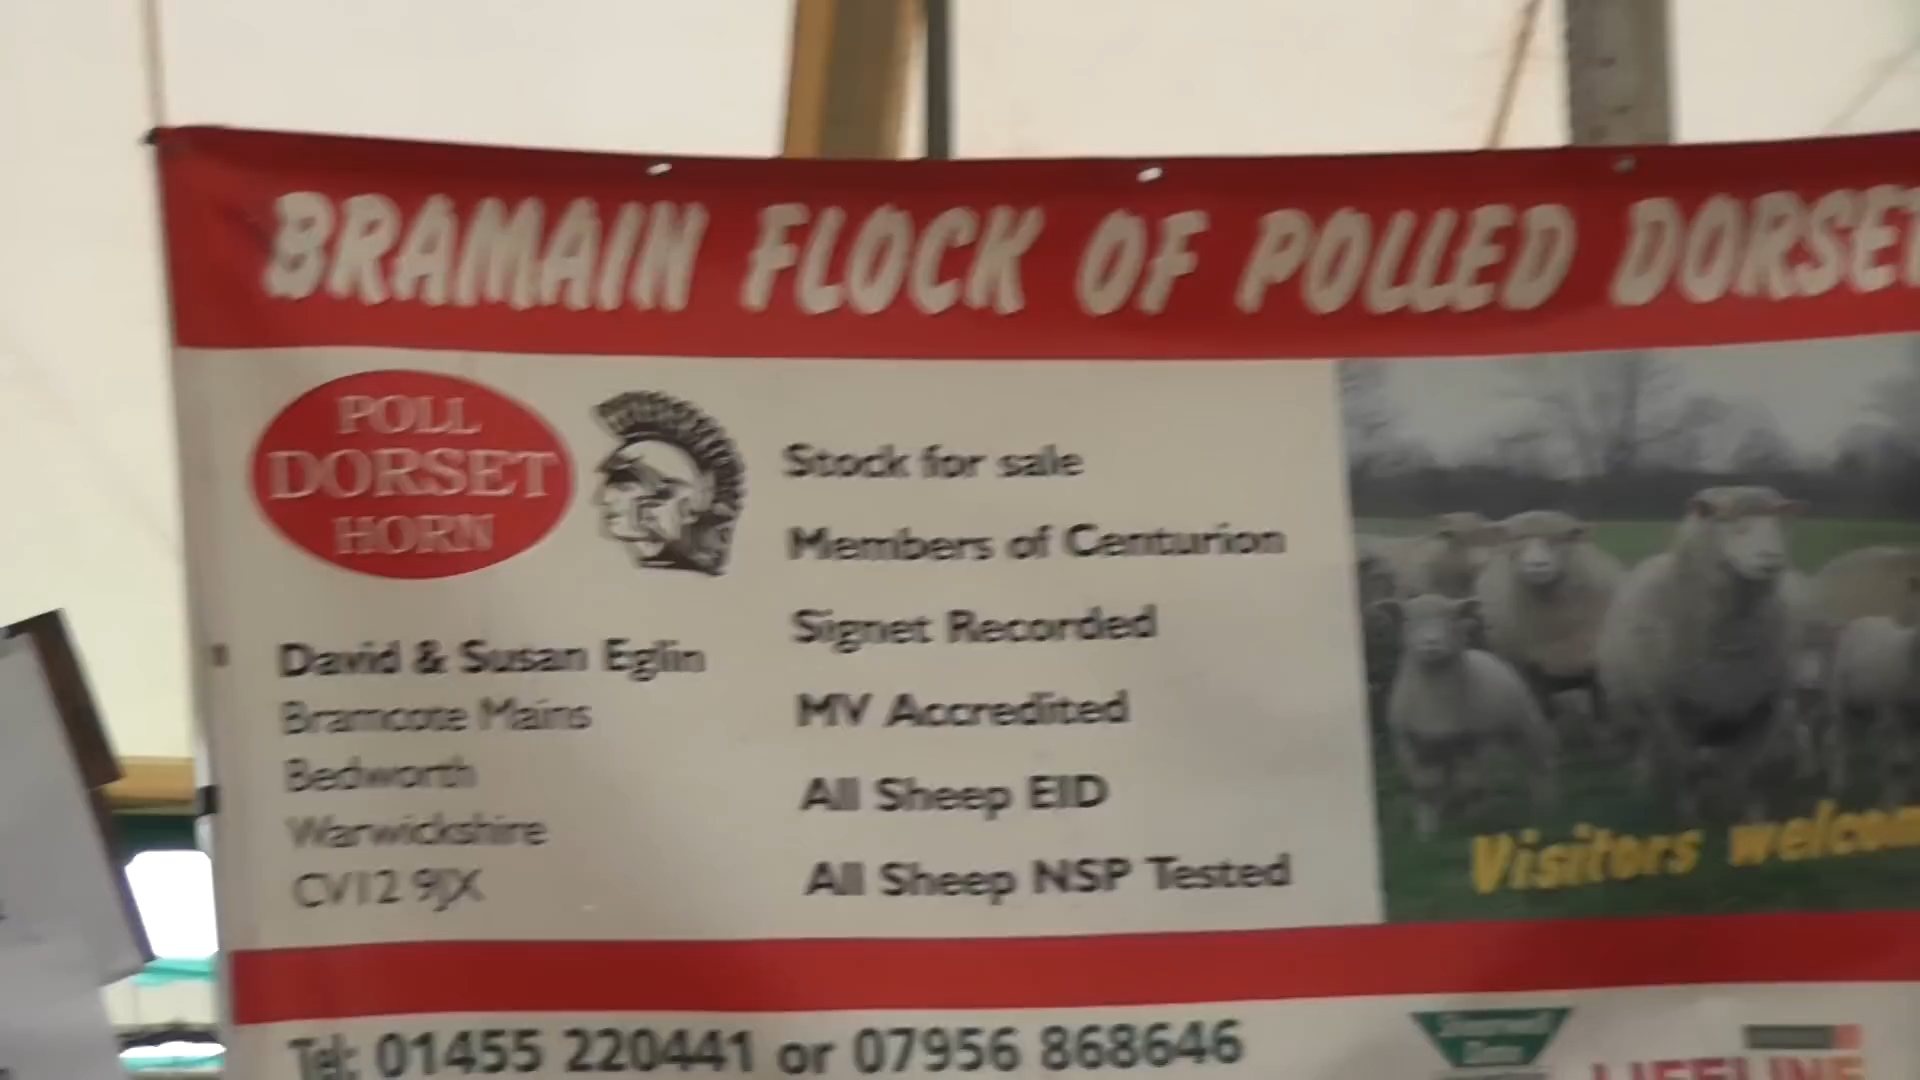 BRAMAIN FLOCK OF POLLED DORSET
POLL
DORSET
HORN
Stock for sale
Members of Centurion
Signet Recorded
MV Accredited
All Sheep EID
All Sheep NSP Tested
David & Susan Eglin
Bramcote Mains
Bedworth
Warwickshire
CV12 9JX
Visitors welcom
Tel: 01455 220441 or 07956 868646
LIFELINE